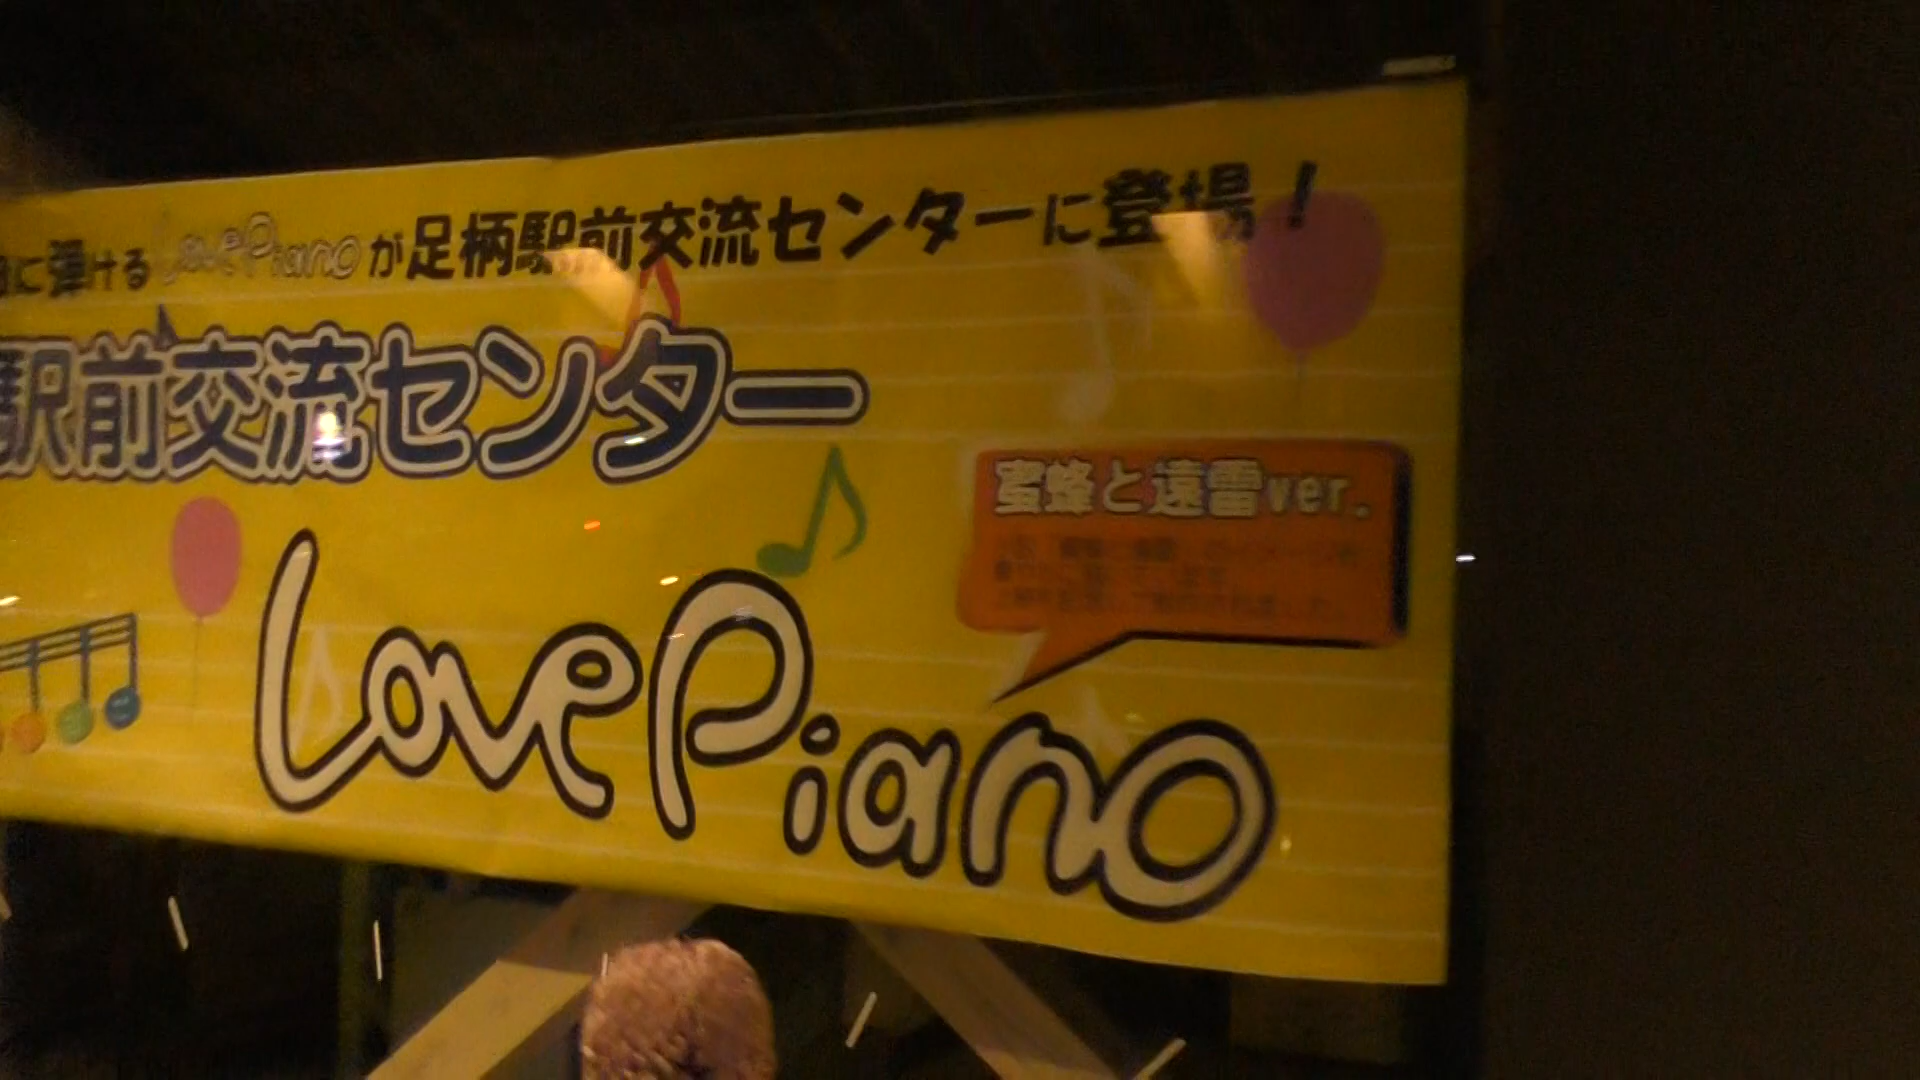 に弾ける LovePiano が足柄駅前交流センターに登場！
駅前交流センター
蜜蜂と遠雷ver.
LovePiano